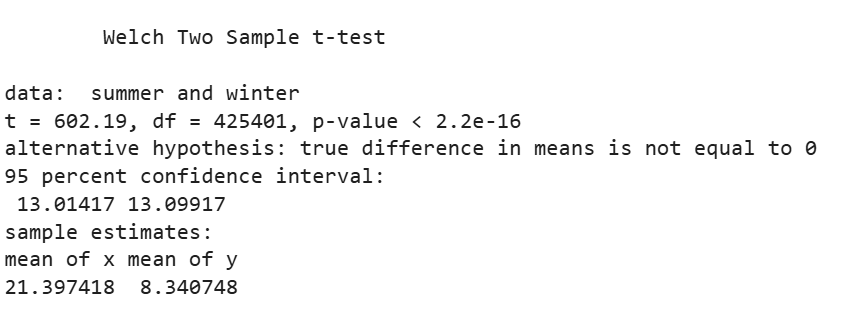 Welch Two Sample t-test
data:  summer and winter
t = 602.19, df = 425401, p-value < 2.2e-16
alternative hypothesis: true difference in means is not equal to 0
95 percent confidence interval:
 13.01417 13.09917
sample estimates:
mean of x mean of y
21.397418  8.340748